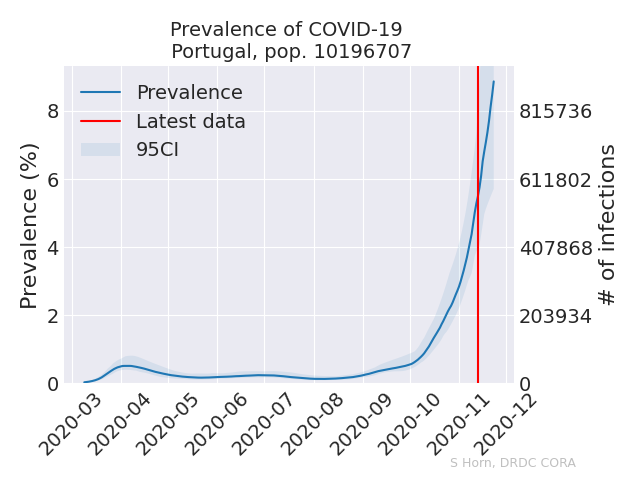 Prevalence of COVID-19
Portugal, pop. 10196707
Prevalence
Latest data
95CI
Prevalence (%)
8
6
4
2
0
815736
611802
407868
203934
0
# of infections
2020-03
2020-04
2020-05
2020-06
2020-07
2020-08
2020-09
2020-10
2020-11
2020-12
S Horn, DRDC CORA